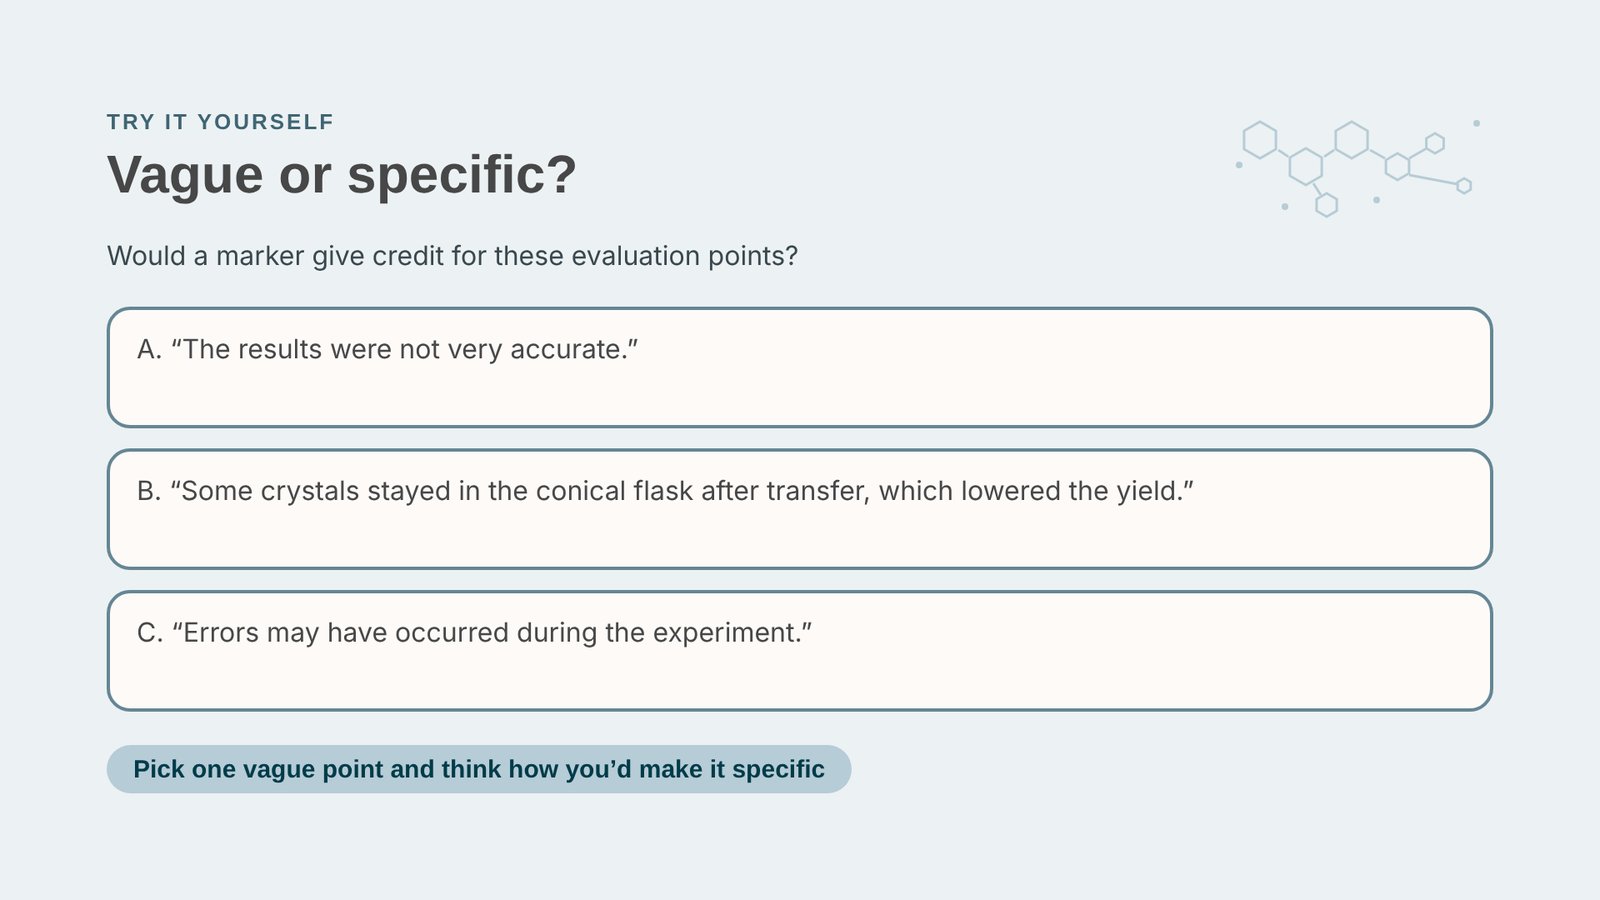 TRY IT YOURSELF
Vague or specific?
Would a marker give credit for these evaluation points?
A. “The results were not very accurate.”
B. “Some crystals stayed in the conical flask after transfer, which lowered the yield.”
C. “Errors may have occurred during the experiment.”
Pick one vague point and think how you’d make it specific